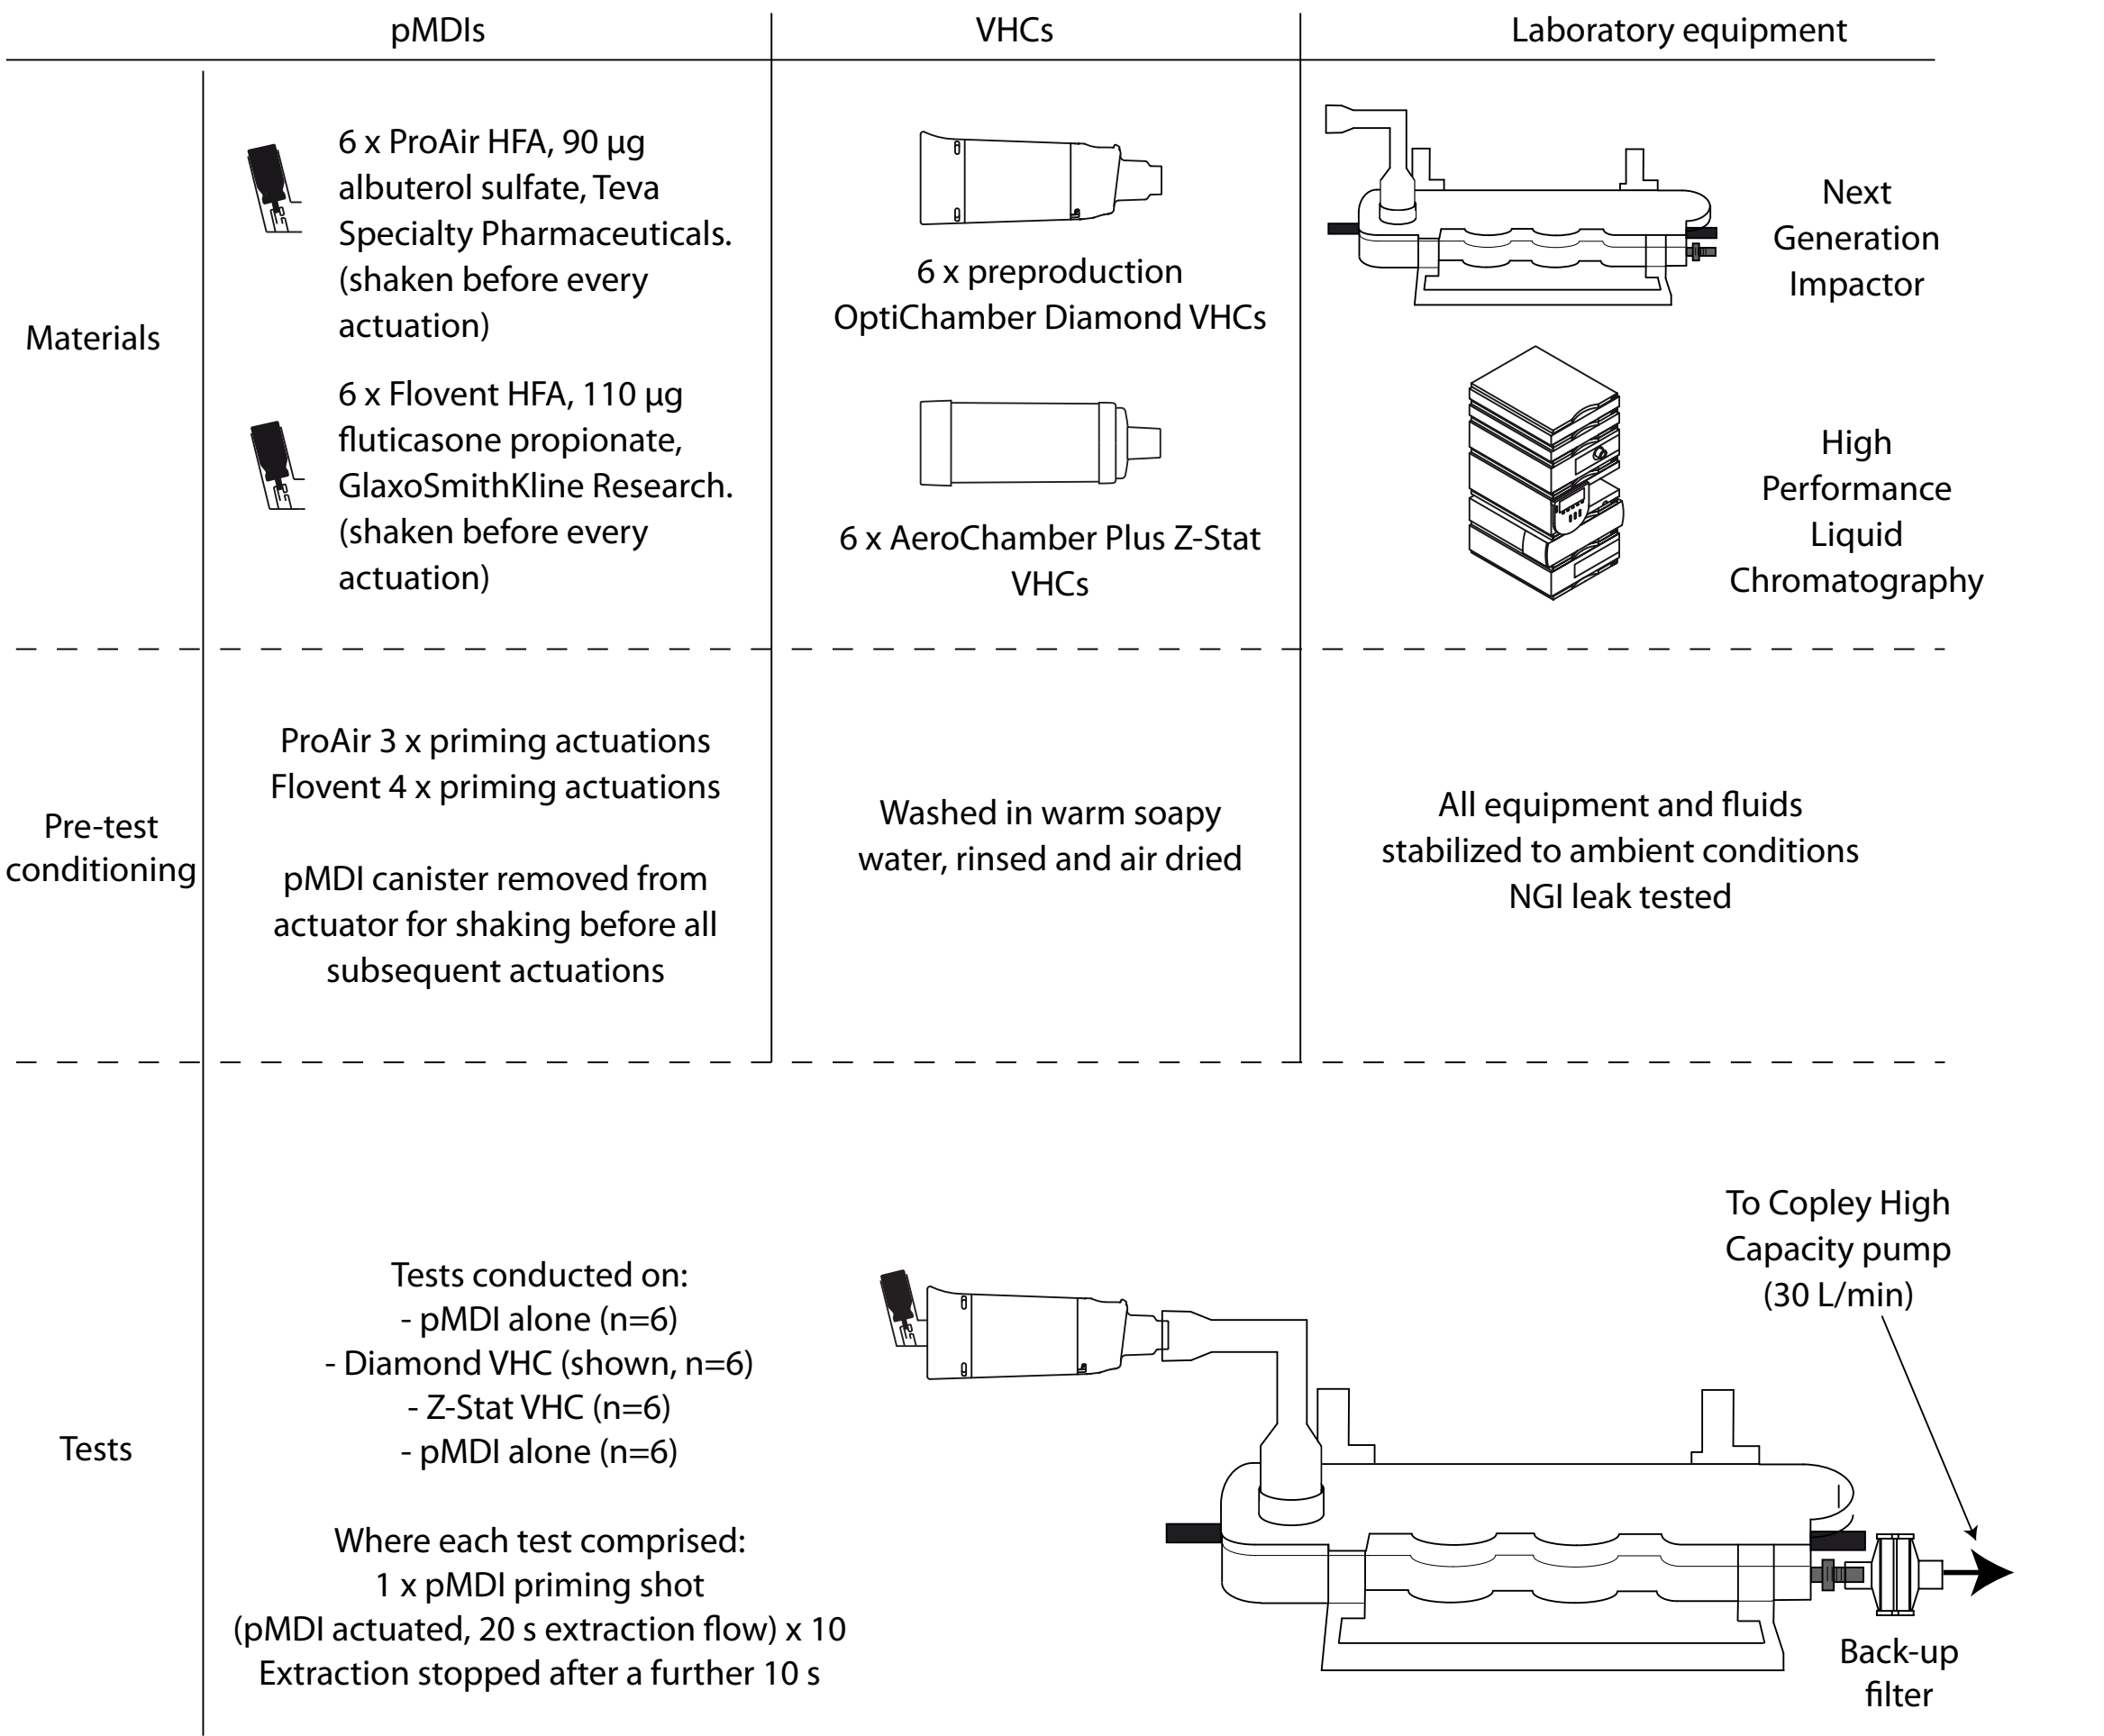 pMDIs
VHCs
Laboratory equipment
Materials
6 x ProAir HFA, 90 µg
albuterol sulfate, Teva
Specialty Pharmaceuticals.
(shaken before every
actuation)
6 x Flovent HFA, 110 µg
fluticasone propionate,
GlaxoSmithKline Research.
(shaken before every
actuation)
6 x preproduction
OptiChamber Diamond VHCs
6 x AeroChamber Plus Z-Stat
VHCs
Next
Generation
Impactor
High
Performance
Liquid
Chromatography
Pre-test
conditioning
ProAir 3 x priming actuations
Flovent 4 x priming actuations
pMDI canister removed from
actuator for shaking before all
subsequent actuations
Washed in warm soapy
water, rinsed and air dried
All equipment and fluids
stabilized to ambient conditions
NGI leak tested
Tests
Tests conducted on:
- pMDI alone (n=6)
- Diamond VHC (shown, n=6)
- Z-Stat VHC (n=6)
- pMDI alone (n=6)
Where each test comprised:
1 x pMDI priming shot
(pMDI actuated, 20 s extraction flow) x 10
Extraction stopped after a further 10 s
To Copley High
Capacity pump
(30 L/min)
Back-up
filter